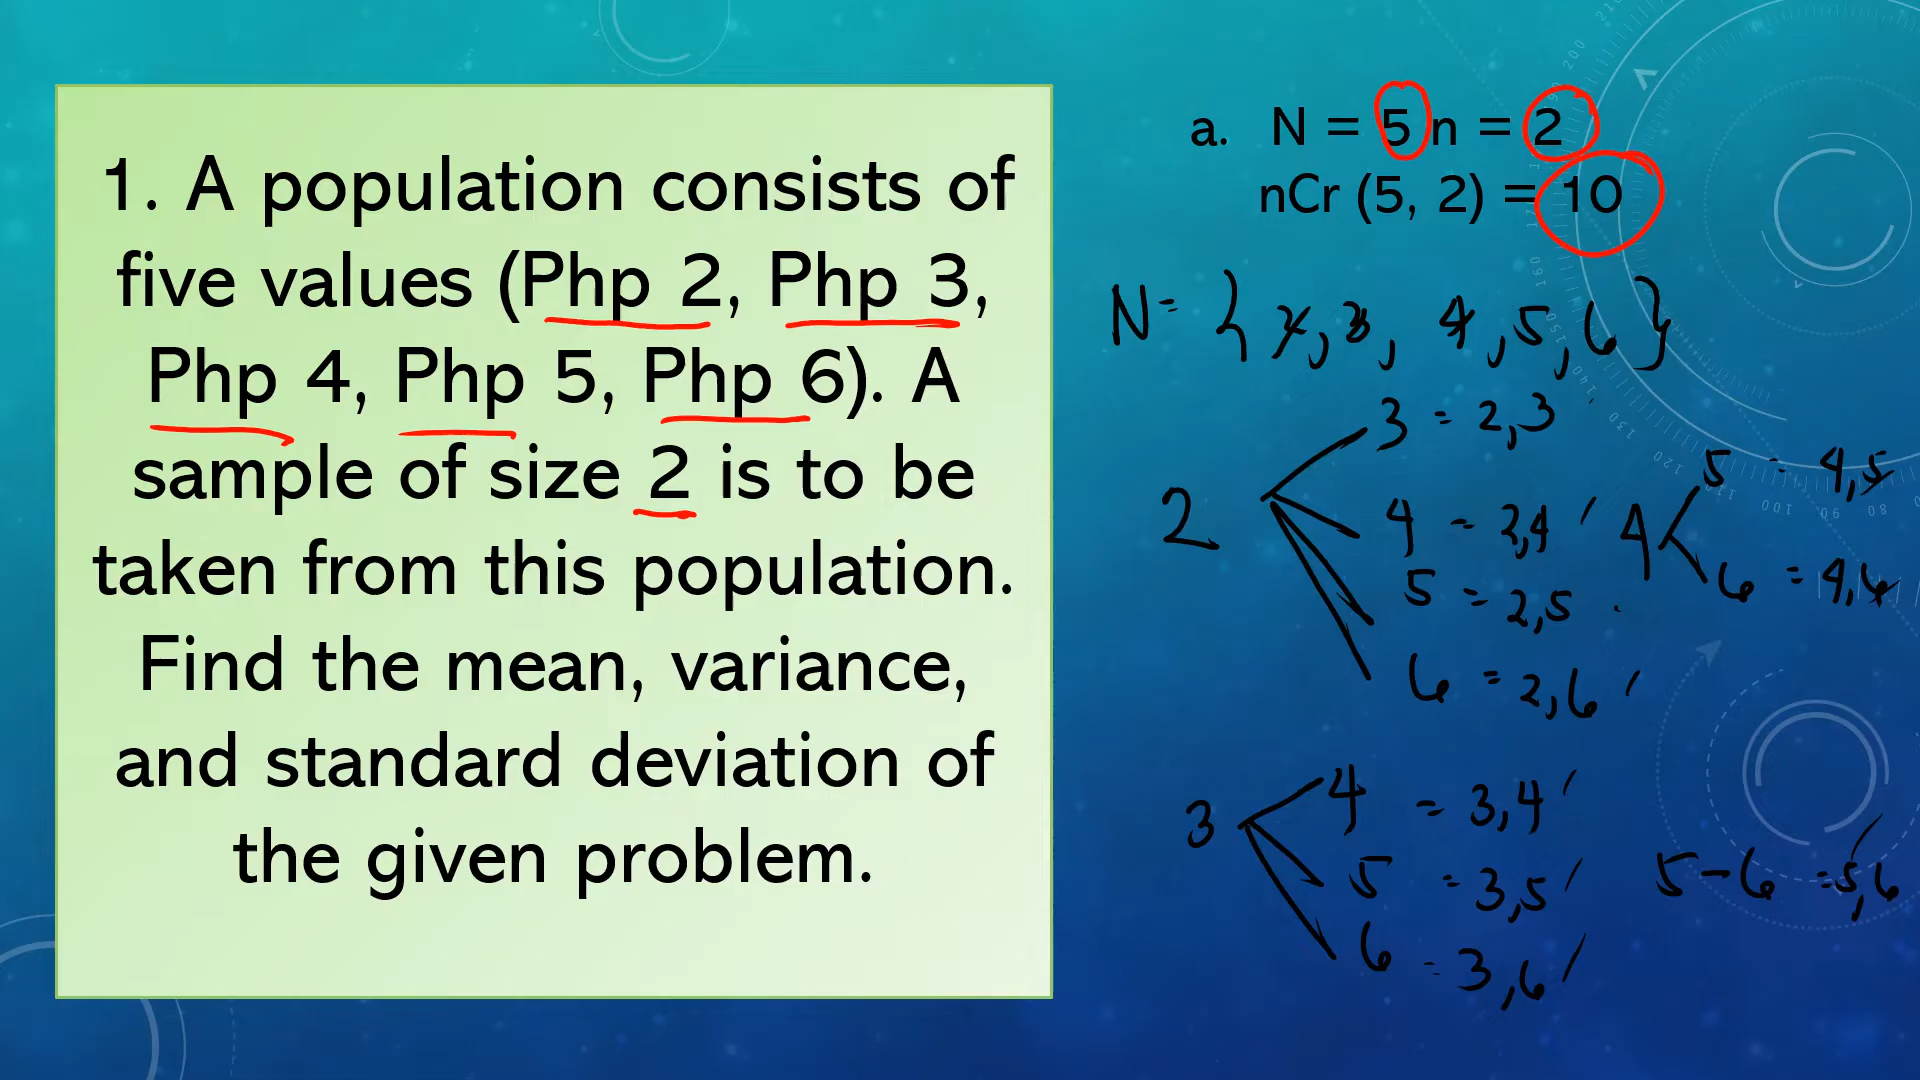 1. A population consists of
five values (Php 2, Php 3,
Php 4, Php 5, Php 6). A
sample of size 2 is to be
taken from this population.
Find the mean, variance,
and standard deviation of
the given problem.
a. N = 5 n = 2
nCr (5, 2) = 10
N = { 2, 3, 4, 5, 6 }
2
3 = 2,3
4 = 2,4
5 = 2,5
6 = 2,6
4
5 = 4,5
6 = 4,6
3
4 = 3,4
5 = 3,5
6 = 3,6
5 - 6 = 5,6